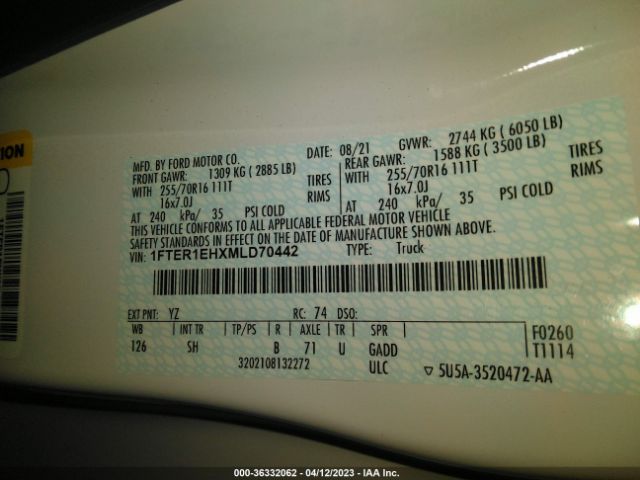 TION
MFD. BY FORD MOTOR CO. DATE: 08/21 GVWR: 2744 KG ( 6050 LB)
FRONT GAWR: 1309 KG ( 2885 LB) REAR GAWR: 1588 KG ( 3500 LB)
WITH 255/70R16 111T TIRES WITH 255/70R16 111T TIRES
16x7.0J RIMS 16x7.0J RIMS
AT 240 kPa/ 35 PSI COLD AT 240 kPa/ 35 PSI COLD
THIS VEHICLE CONFORMS TO ALL APPLICABLE FEDERAL MOTOR VEHICLE
SAFETY STANDARDS IN EFFECT ON THE DATE OF MANUFACTURE SHOWN ABOVE.
VIN: 1FTER1EHXMLD70442 TYPE: Truck
EXT PNT: YZ RC: 74 DSO:
WB INT TR TP/PS R AXLE TR SPR F0260
126 SH B 71 U GADD T1114
3202108132272 ULC ▽ 5U5A-3520472-AA
000-36332062 - 04/12/2023 - IAA Inc.